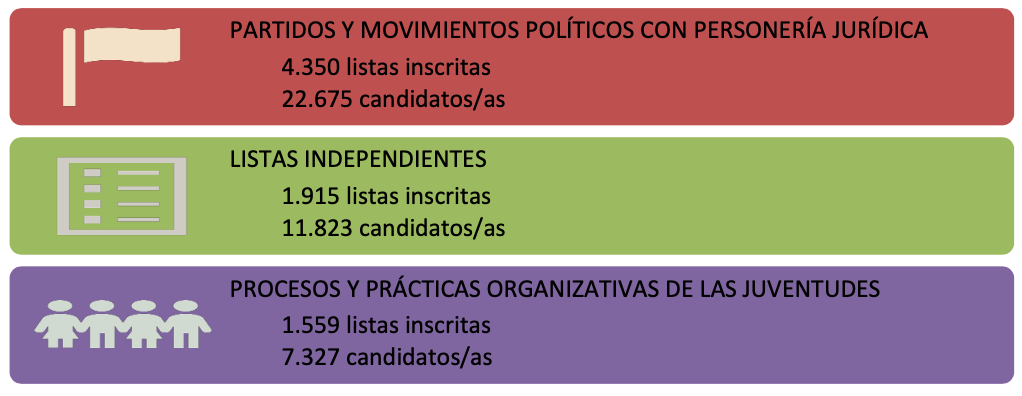 PARTIDOS Y MOVIMIENTOS POLÍTICOS CON PERSONERÍA JURÍDICA
4.350 listas inscritas
22.675 candidatos/as
LISTAS INDEPENDIENTES
1.915 listas inscritas
11.823 candidatos/as
PROCESOS Y PRÁCTICAS ORGANIZATIVAS DE LAS JUVENTUDES
1.559 listas inscritas
7.327 candidatos/as